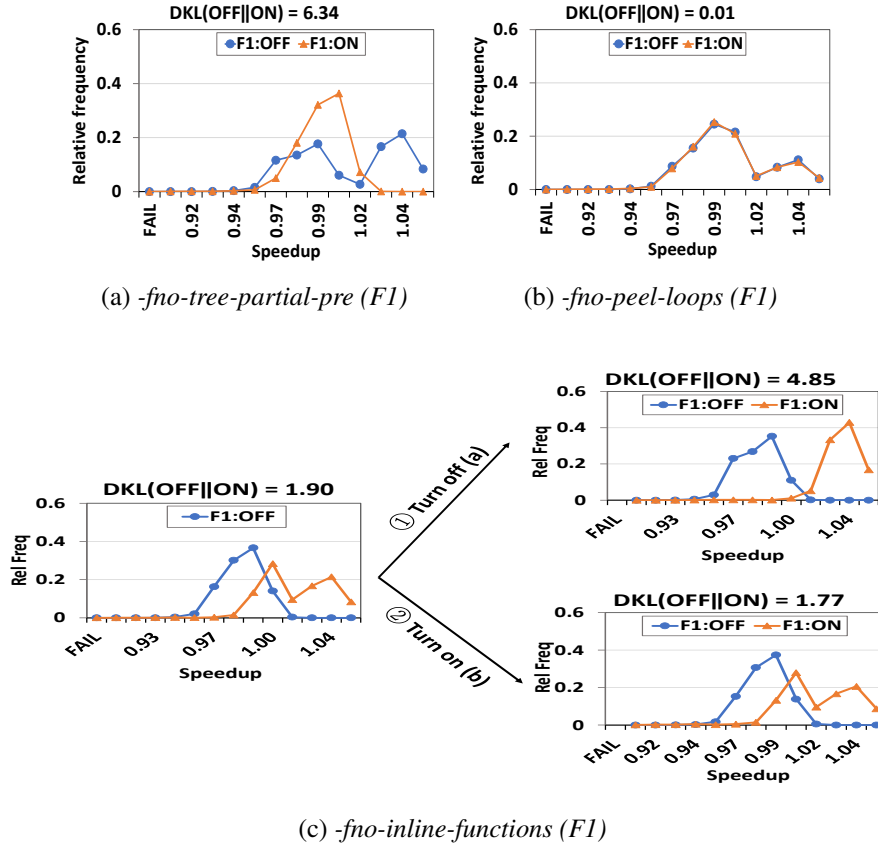 DKL(OFF||ON) = 6.34
F1:OFF F1:ON
Relative frequency
0.6
0.4
0.2
0
FAIL 0.92 0.94 0.97 0.99 1.02 1.04
Speedup
(a) -fno-tree-partial-pre (F1)
DKL(OFF||ON) = 0.01
F1:OFF F1:ON
Relative frequency
0.6
0.4
0.2
0
FAIL 0.92 0.94 0.97 0.99 1.02 1.04
Speedup
(b) -fno-peel-loops (F1)
DKL(OFF||ON) = 1.90
F1:OFF
Rel Freq
0.6
0.4
0.2
0
FAIL 0.93 0.97 1.00 1.04
Speedup
① Turn off (a)
② Turn on (b)
DKL(OFF||ON) = 4.85
F1:OFF F1:ON
Rel Freq
0.6
0.4
0.2
0
FAIL 0.93 0.97 1.00 1.04
Speedup
DKL(OFF||ON) = 1.77
F1:OFF F1:ON
Rel Freq
0.6
0.4
0.2
0
FAIL 0.92 0.94 0.97 0.99 1.02 1.04
Speedup
(c) -fno-inline-functions (F1)